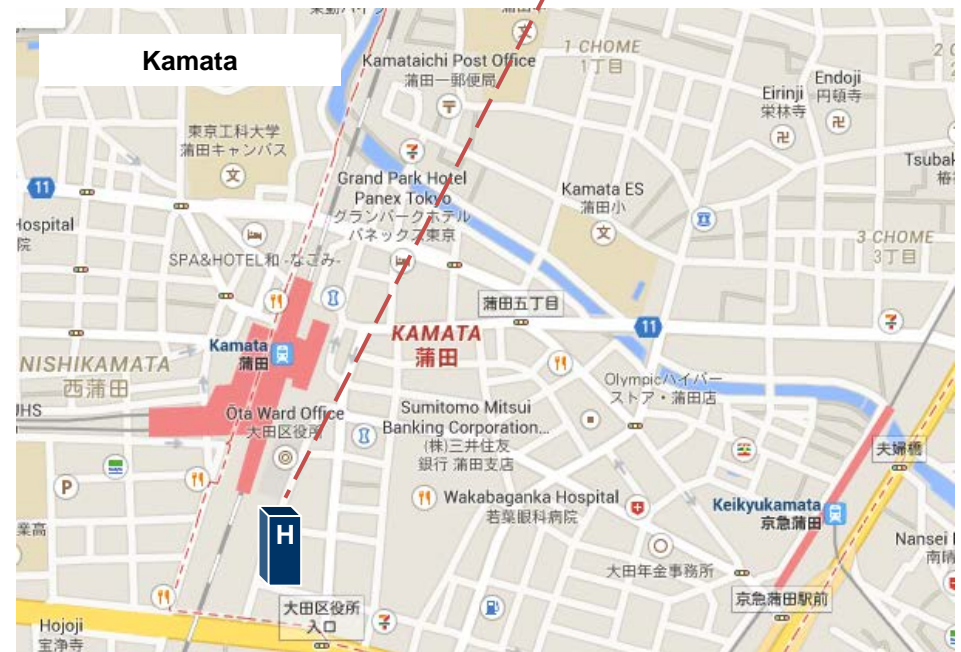 蒲田
Kamata
1 CHOME
1丁目
Kamataichi Post Office
蒲田一郵便局
Endoji
円頓寺
Eirinji
栄林寺
東京工科大学
蒲田キャンパス
文
文
11
Grand Park Hotel
Panex Tokyo
グランパークホテル
パネックス東京
Kamata ES
蒲田小
文
Hospital
院
3 CHOME
3丁目
SPA&HOTEL和 -なごみ-
蒲田五丁目
11
KAMATA
蒲田
Kamata
蒲田
NISHIKAMATA
西蒲田
JHS
Olympicハイパー
ストア・蒲田店
Ōta Ward Office
大田区役所
Sumitomo Mitsui
Banking Corporation...
(株)三井住友
銀行 蒲田支店
夫婦橋
P
Wakabaganka Hospital
若葉眼科病院
Keikyukamata
京急蒲田
業高
H
Nansei
南晴
大田年金事務所
京急蒲田駅前
大田区役所
入口
Hojoji
宝浄寺